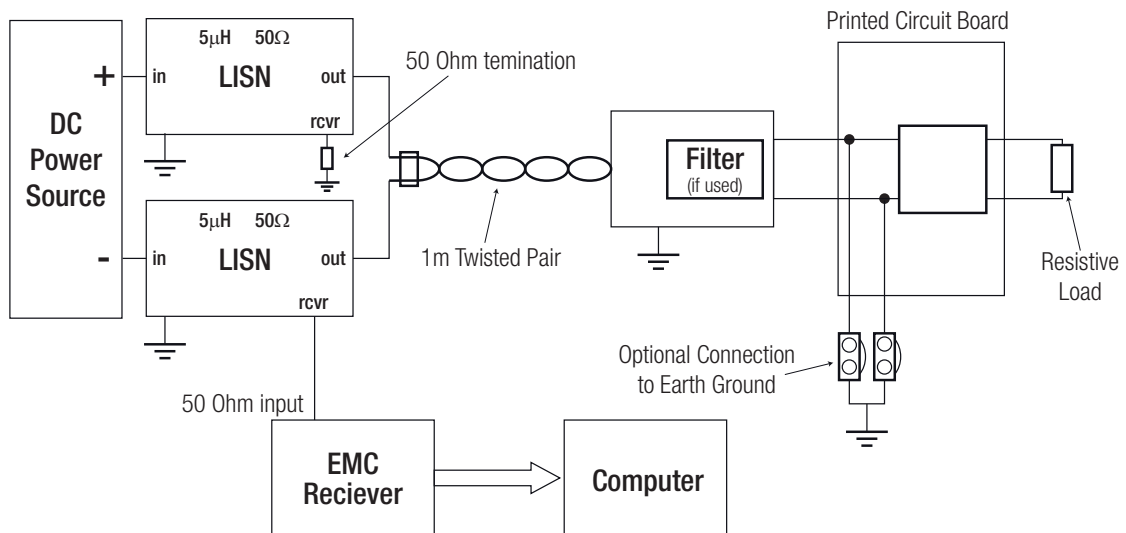 Printed Circuit Board
5µH 50Ω
LISN
in
out
rcvr
50 Ohm temination
+
DC
Power
Source
-
Filter
(if used)
5µH 50Ω
LISN
in
out
rcvr
1m Twisted Pair
Resistive
Load
Optional Connection
to Earth Ground
50 Ohm input
EMC
Reciever
Computer